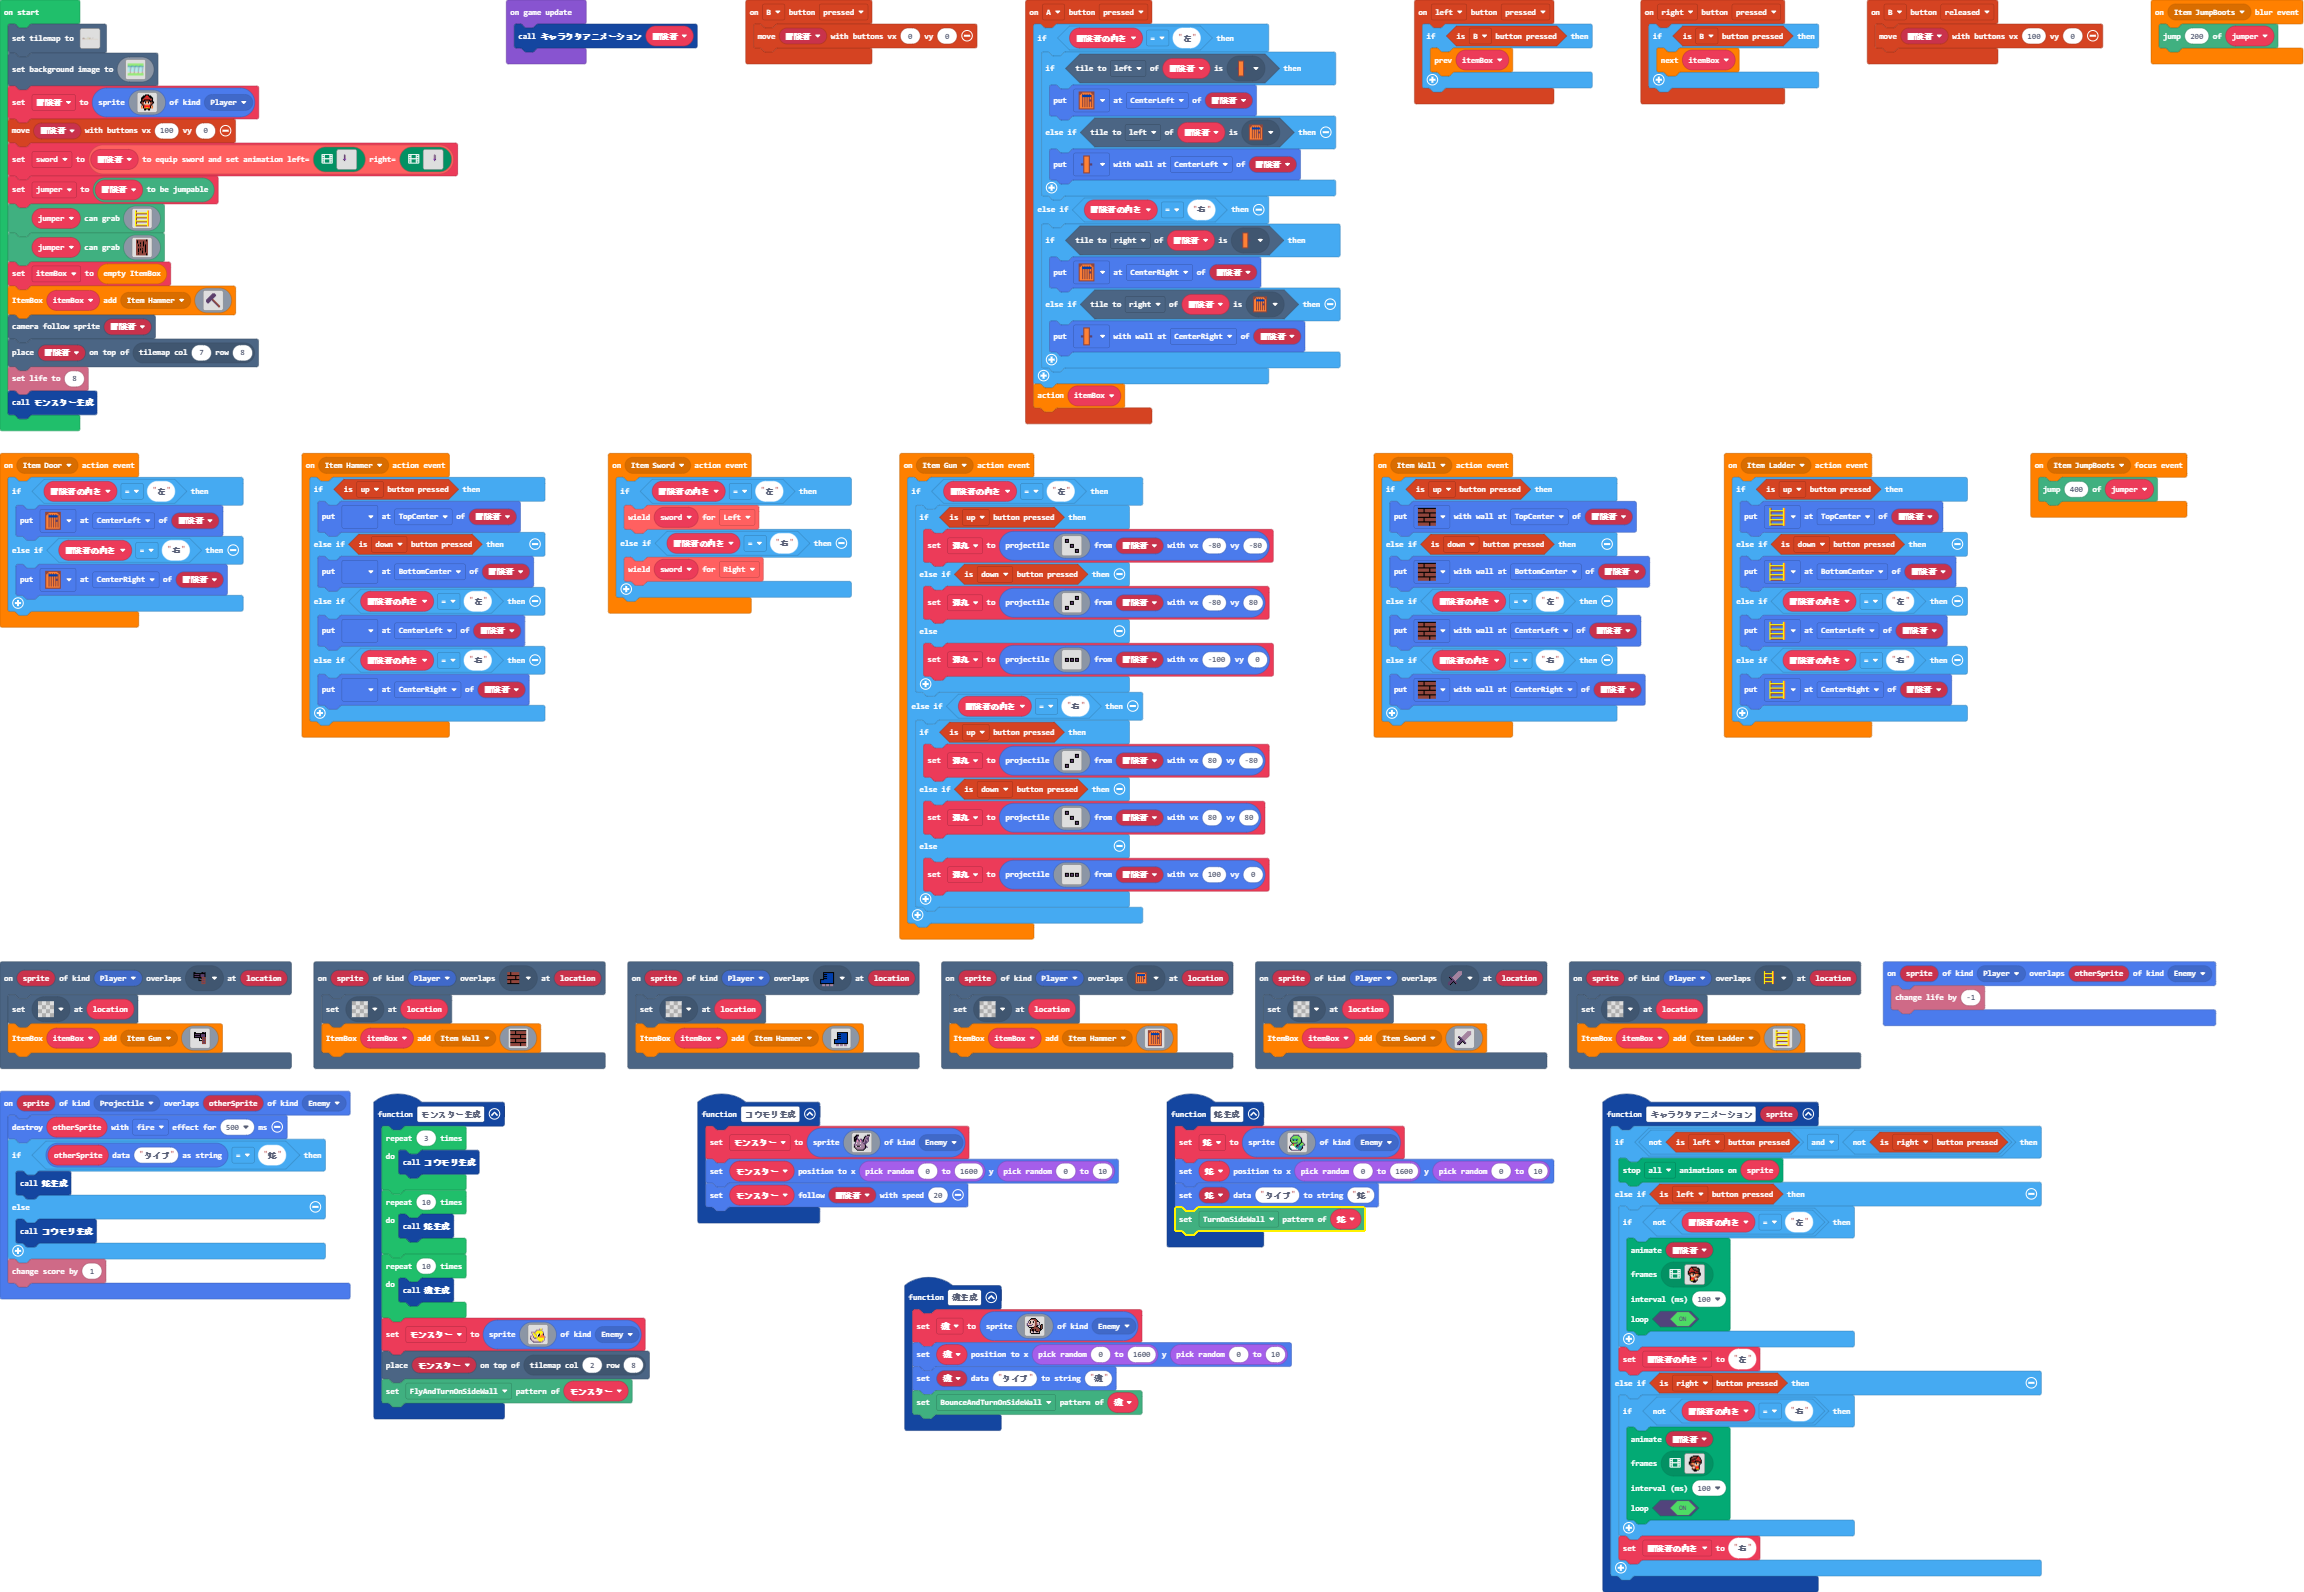 on start
set tilemap to
set background image to
set 冒険者 to sprite of kind Player
move 冒険者 with buttons vx 100 vy 0
set sword to 冒険者 to equip sword and set animation left= right=
set jumper to 冒険者 to be jumpable
jumper can grab
jumper can grab
set itemBox to empty ItemBox
ItemBox itemBox add Item Hammer
camera follow sprite 冒険者
place 冒険者 on top of tilemap col 7 row 8
set life to 8
call モンスター生成
on game update
call キャラクタアニメーション 冒険者
on B button pressed
move 冒険者 with buttons vx 0 vy 0
on A button pressed
if 冒険者の向き = "左" then
if tile to left of 冒険者 is then
put at CenterLeft of 冒険者
else if tile to left of 冒険者 is then
put with wall at CenterLeft of 冒険者
else if 冒険者の向き = "右" then
if tile to right of 冒険者 is then
put at CenterRight of 冒険者
else if tile to right of 冒険者 is then
put with wall at CenterRight of 冒険者
action itemBox
on left button pressed
if is B button pressed then
prev itemBox
on right button pressed
if is B button pressed then
next itemBox
on B button released
move 冒険者 with buttons vx 100 vy 0
on Item JumpBoots blur event
jump 200 of jumper
on Item Door action event
if 冒険者の向き = "左" then
put at CenterLeft of 冒険者
else if 冒険者の向き = "右" then
put at CenterRight of 冒険者
on Item Hammer action event
if is up button pressed then
put at TopCenter of 冒険者
else if is down button pressed then
put at BottomCenter of 冒険者
else if 冒険者の向き = "左" then
put at CenterLeft of 冒険者
else if 冒険者の向き = "右" then
put at CenterRight of 冒険者
on Item Sword action event
if 冒険者の向き = "左" then
wield sword for Left
else if 冒険者の向き = "右" then
wield sword for Right
on Item Gun action event
if 冒険者の向き = "左" then
if is up button pressed then
set 弾丸 to projectile from 冒険者 with vx -80 vy -80
else if is down button pressed then
set 弾丸 to projectile from 冒険者 with vx -80 vy 80
else
set 弾丸 to projectile from 冒険者 with vx -100 vy 0
else if 冒険者の向き = "右" then
if is up button pressed then
set 弾丸 to projectile from 冒険者 with vx 80 vy -80
else if is down button pressed then
set 弾丸 to projectile from 冒険者 with vx 80 vy 80
else
set 弾丸 to projectile from 冒険者 with vx 100 vy 0
on Item Wall action event
if is up button pressed then
put with wall at TopCenter of 冒険者
else if is down button pressed then
put with wall at BottomCenter of 冒険者
else if 冒険者の向き = "左" then
put with wall at CenterLeft of 冒険者
else if 冒険者の向き = "右" then
put with wall at CenterRight of 冒険者
on Item Ladder action event
if is up button pressed then
put at TopCenter of 冒険者
else if is down button pressed then
put at BottomCenter of 冒険者
else if 冒険者の向き = "左" then
put at CenterLeft of 冒険者
else if 冒険者の向き = "右" then
put at CenterRight of 冒険者
on Item JumpBoots focus event
jump 400 of jumper
on sprite of kind Player overlaps at location
set at location
ItemBox itemBox add Item Gun
on sprite of kind Player overlaps at location
set at location
ItemBox itemBox add Item Wall
on sprite of kind Player overlaps at location
set at location
ItemBox itemBox add Item Hammer
on sprite of kind Player overlaps at location
set at location
ItemBox itemBox add Item Hammer
on sprite of kind Player overlaps at location
set at location
ItemBox itemBox add Item Sword
on sprite of kind Player overlaps at location
set at location
ItemBox itemBox add Item Ladder
on sprite of kind Player overlaps otherSprite of kind Enemy
change life by -1
on sprite of kind Projectile overlaps otherSprite of kind Enemy
destroy otherSprite with fire effect for 500 ms
if otherSprite data "タイプ" as string = "蛇" then
call 蛇生成
else
call コウモリ生成
change score by 1
function モンスター生成
repeat 3 times
do call コウモリ生成
repeat 10 times
do call 蛇生成
repeat 10 times
do call 猿生成
set モンスター to sprite of kind Enemy
place モンスター on top of tilemap col 2 row 8
set FlyAndTurnOnSideWall pattern of モンスター
function コウモリ生成
set モンスター to sprite of kind Enemy
set モンスター position to x pick random 0 to 1600 y pick random 0 to 10
set モンスター follow 冒険者 with speed 20
function 蛇生成
set 蛇 to sprite of kind Enemy
set 蛇 position to x pick random 0 to 1600 y pick random 0 to 10
set 蛇 data "タイプ" to string "蛇"
set TurnOnSideWall pattern of 蛇
function 猿生成
set 猿 to sprite of kind Enemy
set 猿 position to x pick random 0 to 1600 y pick random 0 to 10
set 猿 data "タイプ" to string "猿"
set BounceAndTurnOnSideWall pattern of 猿
function キャラクタアニメーション sprite
if not is left button pressed and not is right button pressed then
stop all animations on sprite
else if is left button pressed then
if not 冒険者の向き = "左" then
animate 冒険者
frames
interval (ms) 100
loop ON
set 冒険者の向き to "左"
else if is right button pressed then
if not 冒険者の向き = "右" then
animate 冒険者
frames
interval (ms) 100
loop ON
set 冒険者の向き to "右"